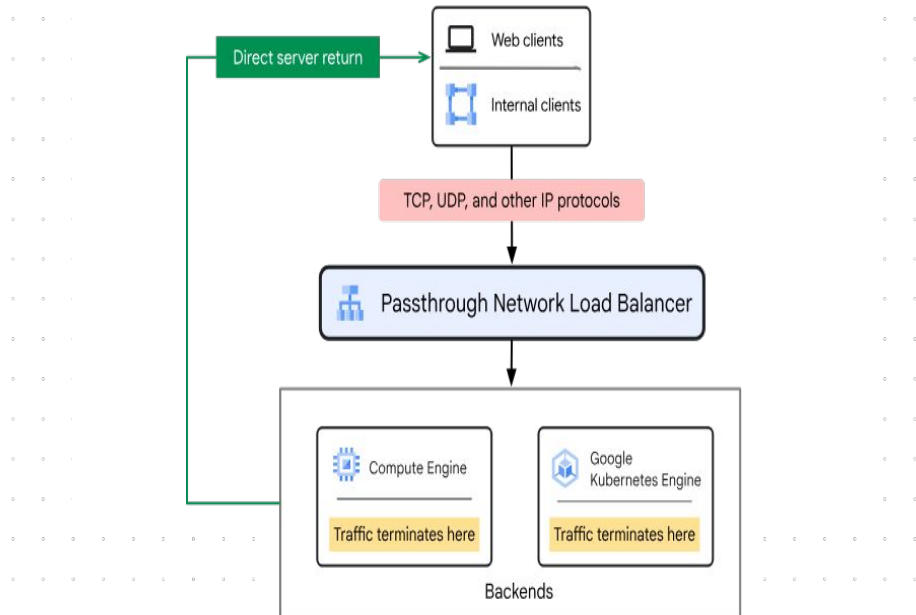 Direct server return
Web clients
Internal clients
TCP, UDP, and other IP protocols
Passthrough Network Load Balancer
Compute Engine
Traffic terminates here
Google
Kubernetes Engine
Traffic terminates here
Backends